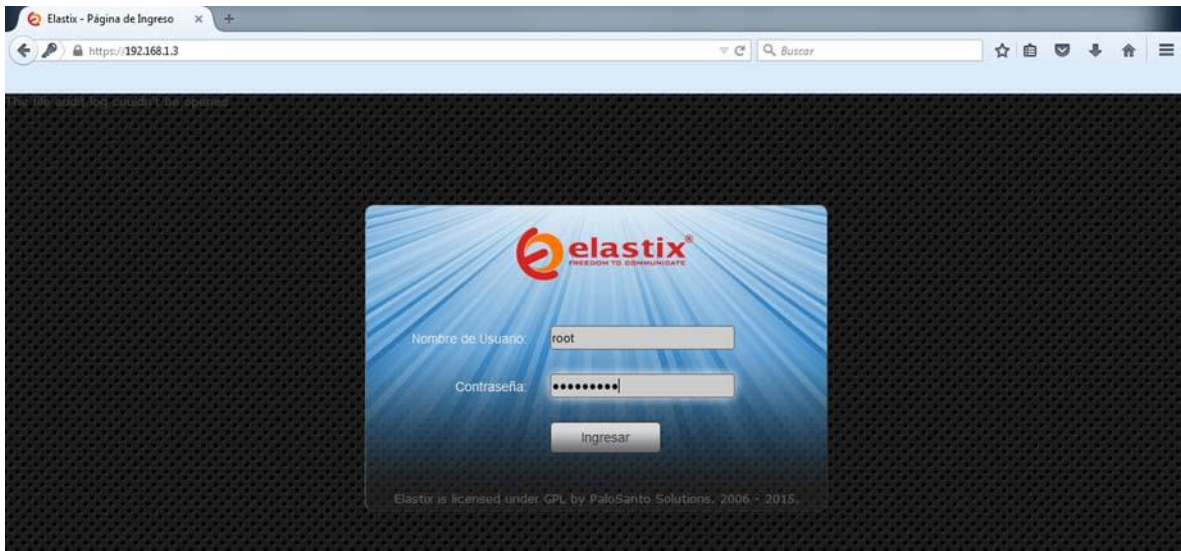 Elastix - Página de Ingreso
https://192.168.1.3
Buscar
The file audit.log couldn't be opened
elastix®
FREEDOM TO COMMUNICATE
Nombre de Usuario:
root
Contraseña:
•••••••••
Ingresar
Elastix is licensed under GPL by PaloSanto Solutions. 2006 - 2015.